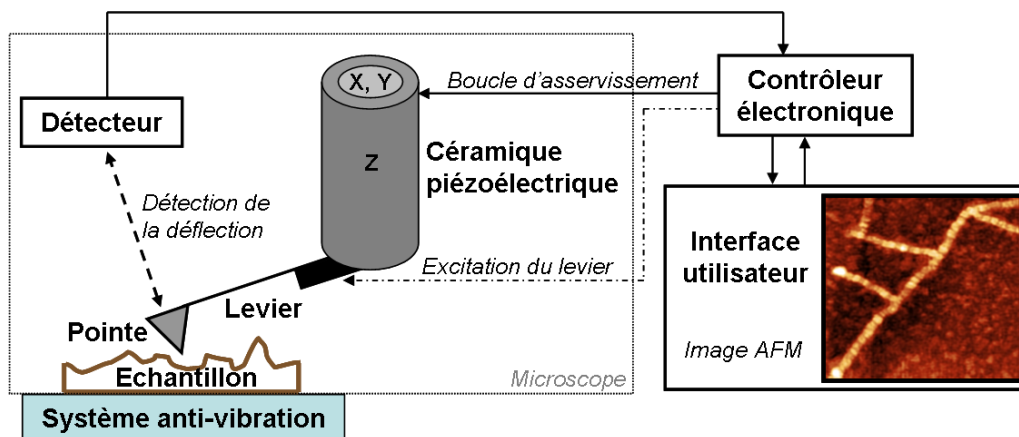 X, Y
Boucle d’asservissement
Contrôleur
électronique
Détecteur
Z
Céramique
piézoélectrique
Détection de
la déflection
Interface
utilisateur
Excitation du levier
Levier
Pointe
Image AFM
Echantillon
Microscope
Système anti-vibration